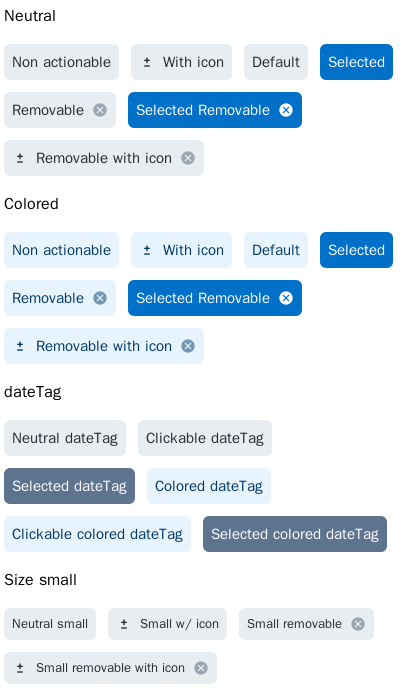 Neutral
Non actionable ± With icon Default Selected
Removable Selected Removable
± Removable with icon
Colored
Non actionable ± With icon Default Selected
Removable Selected Removable
± Removable with icon
dateTag
Neutral dateTag Clickable dateTag
Selected dateTag Colored dateTag
Clickable colored dateTag Selected colored dateTag
Size small
Neutral small ± Small w/ icon Small removable
± Small removable with icon